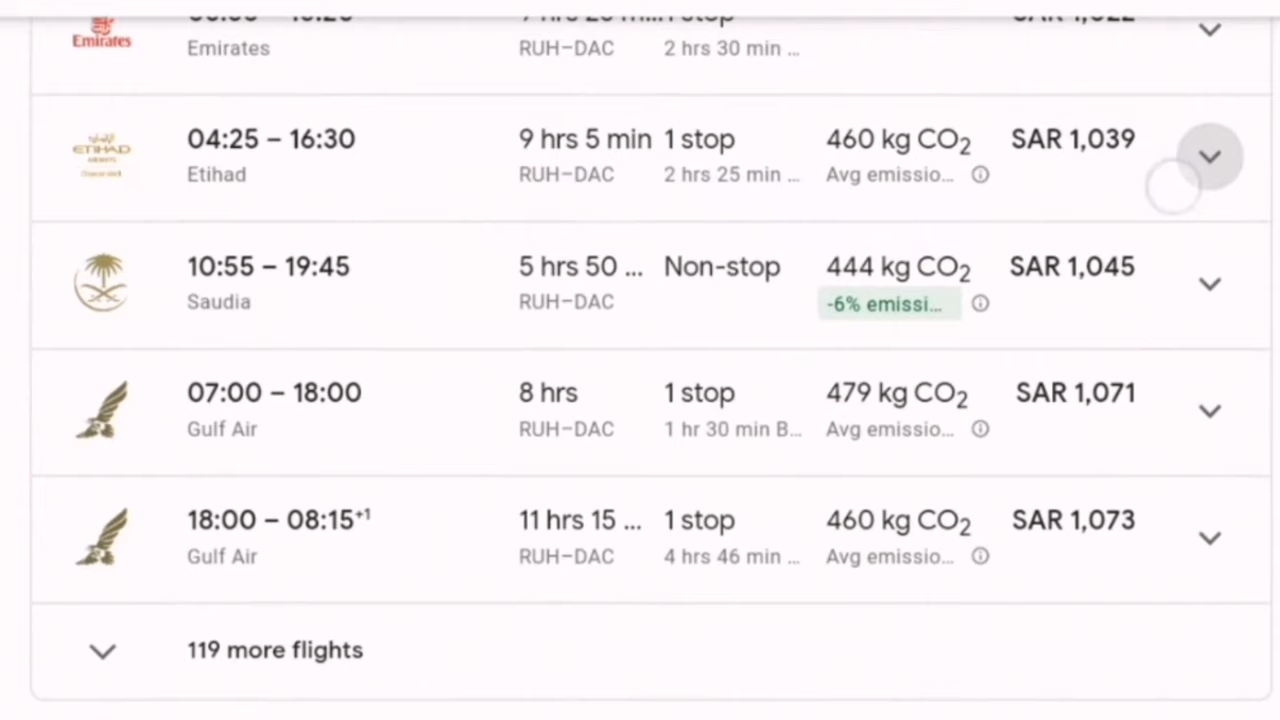 Emirates
Emirates
RUH–DAC
2 hrs 30 min ...
ETIHAD
04:25 – 16:30
9 hrs 5 min
1 stop
460 kg CO2
SAR 1,039
Etihad
RUH–DAC
2 hrs 25 min ...
Avg emissio...
10:55 – 19:45
5 hrs 50 ...
Non-stop
444 kg CO2
SAR 1,045
Saudia
RUH–DAC
-6% emissi...
07:00 – 18:00
8 hrs
1 stop
479 kg CO2
SAR 1,071
Gulf Air
RUH–DAC
1 hr 30 min B...
Avg emissio...
18:00 – 08:15+1
11 hrs 15 ...
1 stop
460 kg CO2
SAR 1,073
Gulf Air
RUH–DAC
4 hrs 46 min ...
Avg emissio...
119 more flights